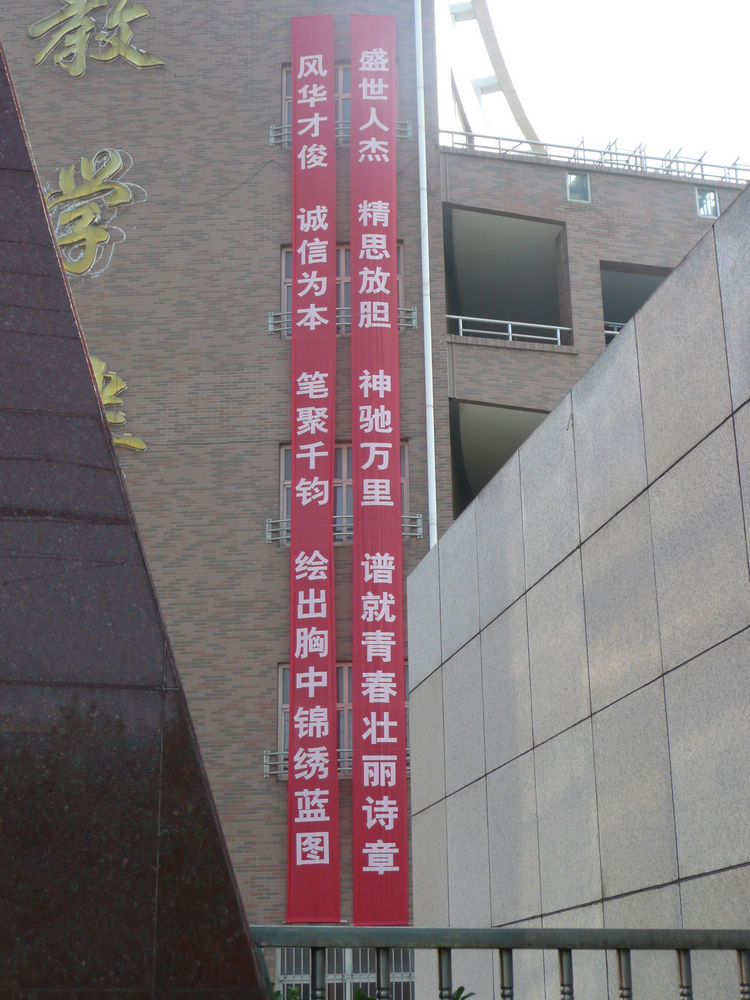 教学
风华才俊 诚信为本 笔聚千钧 绘出胸中锦绣蓝图
盛世人杰 精思放胆 神驰万里 谱就青春壮丽诗章